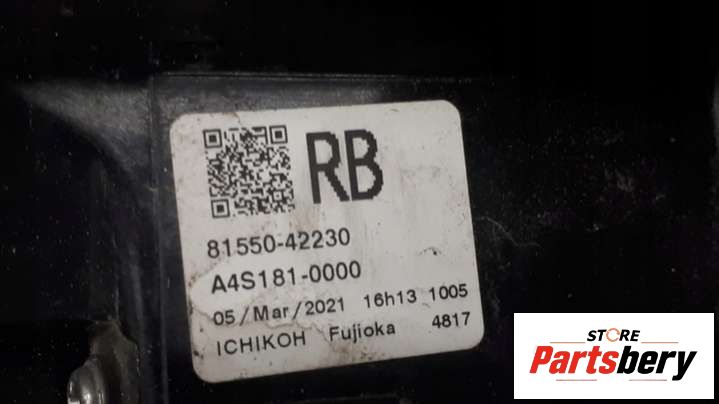 RB
81550-42230
A4S181-0000
05/Mar/2021 16h13 1005
ICHIKOH Fujioka 4817
STORE
Partsbery